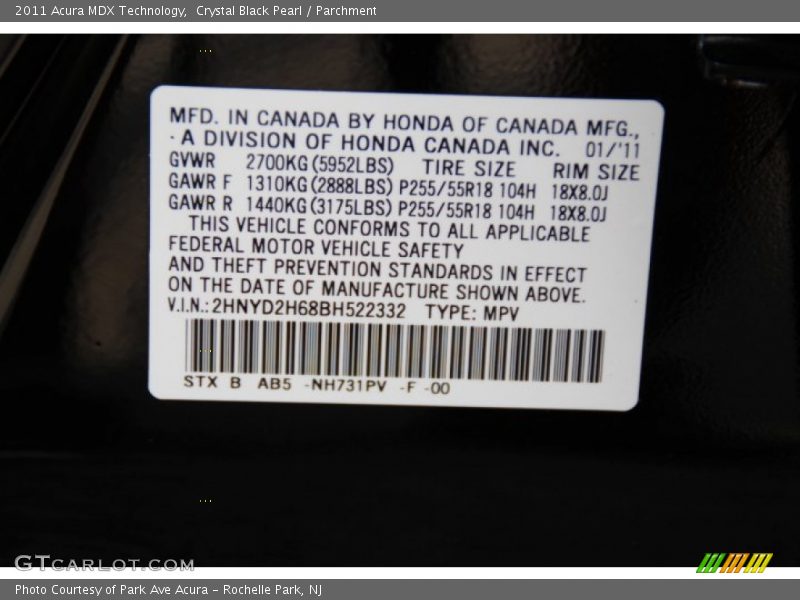 2011 Acura MDX Technology, Crystal Black Pearl / Parchment
MFD. IN CANADA BY HONDA OF CANADA MFG.,
- A DIVISION OF HONDA CANADA INC. 01/'11
GVWR 2700KG(5952LBS) TIRE SIZE RIM SIZE
GAWR F 1310KG(2888LBS) P255/55R18 104H 18X8.0J
GAWR R 1440KG(3175LBS) P255/55R18 104H 18X8.0J
THIS VEHICLE CONFORMS TO ALL APPLICABLE
FEDERAL MOTOR VEHICLE SAFETY
AND THEFT PREVENTION STANDARDS IN EFFECT
ON THE DATE OF MANUFACTURE SHOWN ABOVE.
V.I.N.: 2HNYD2H68BH522332 TYPE: MPV
STX B AB5 -NH731PV -F -00
GTCARLOT.COM
Photo Courtesy of Park Ave Acura - Rochelle Park, NJ